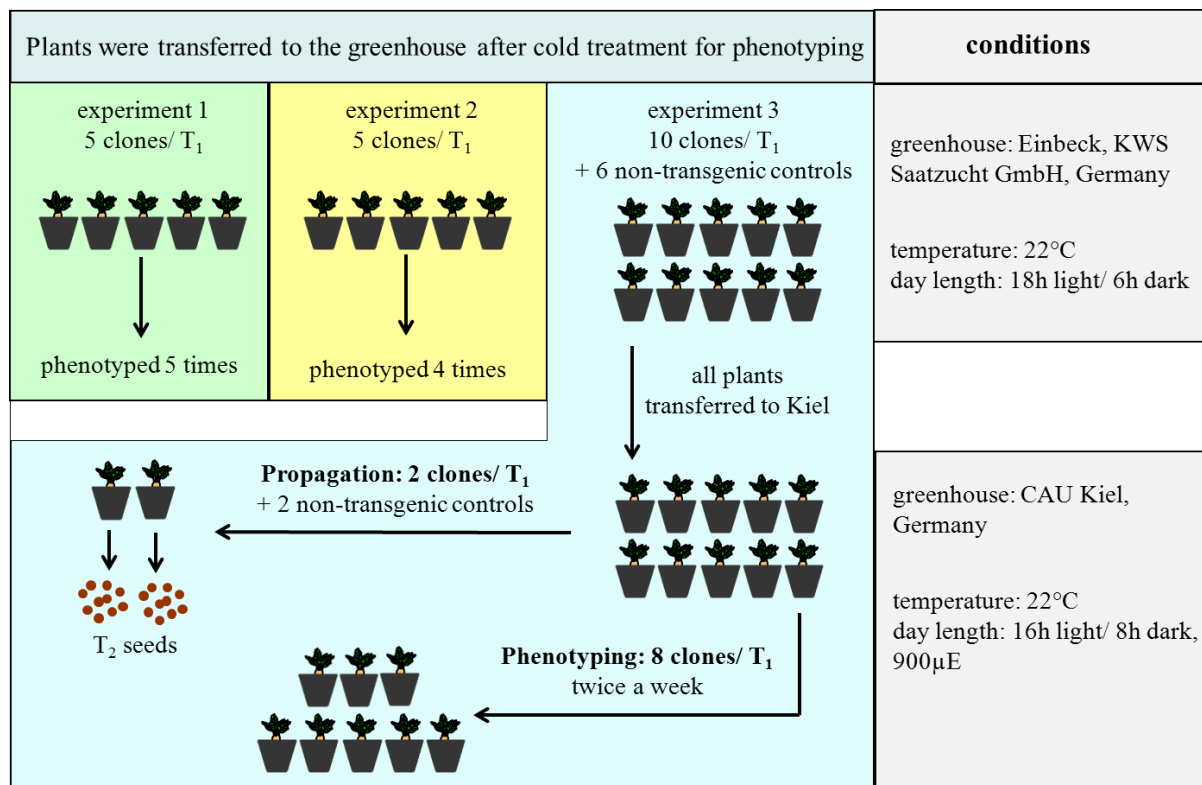 Plants were transferred to the greenhouse after cold treatment for phenotyping
conditions
experiment 1
5 clones/ T₁
experiment 2
5 clones/ T₁
experiment 3
10 clones/ T₁
+ 6 non-transgenic controls
greenhouse: Einbeck, KWS
Saatzucht GmbH, Germany
temperature: 22°C
day length: 18h light/ 6h dark
phenotyped 5 times
phenotyped 4 times
all plants
transferred to Kiel
Propagation: 2 clones/ T₁
+ 2 non-transgenic controls
T₂ seeds
Phenotyping: 8 clones/ T₁
twice a week
greenhouse: CAU Kiel,
Germany
temperature: 22°C
day length: 16h light/ 8h dark,
900µE